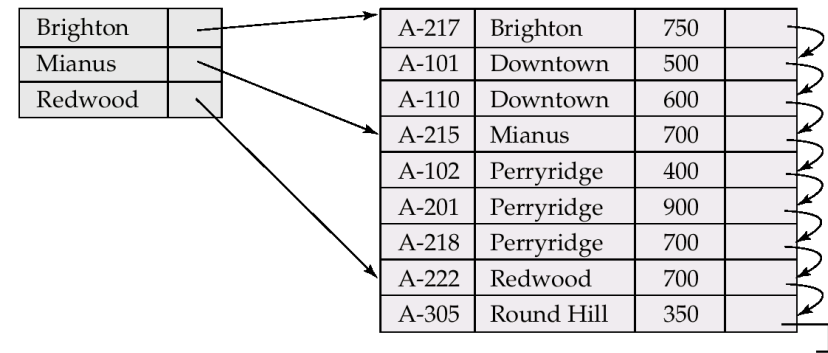 Brighton
Mianus
Redwood
A-217 Brighton 750
A-101 Downtown 500
A-110 Downtown 600
A-215 Mianus 700
A-102 Perryridge 400
A-201 Perryridge 900
A-218 Perryridge 700
A-222 Redwood 700
A-305 Round Hill 350